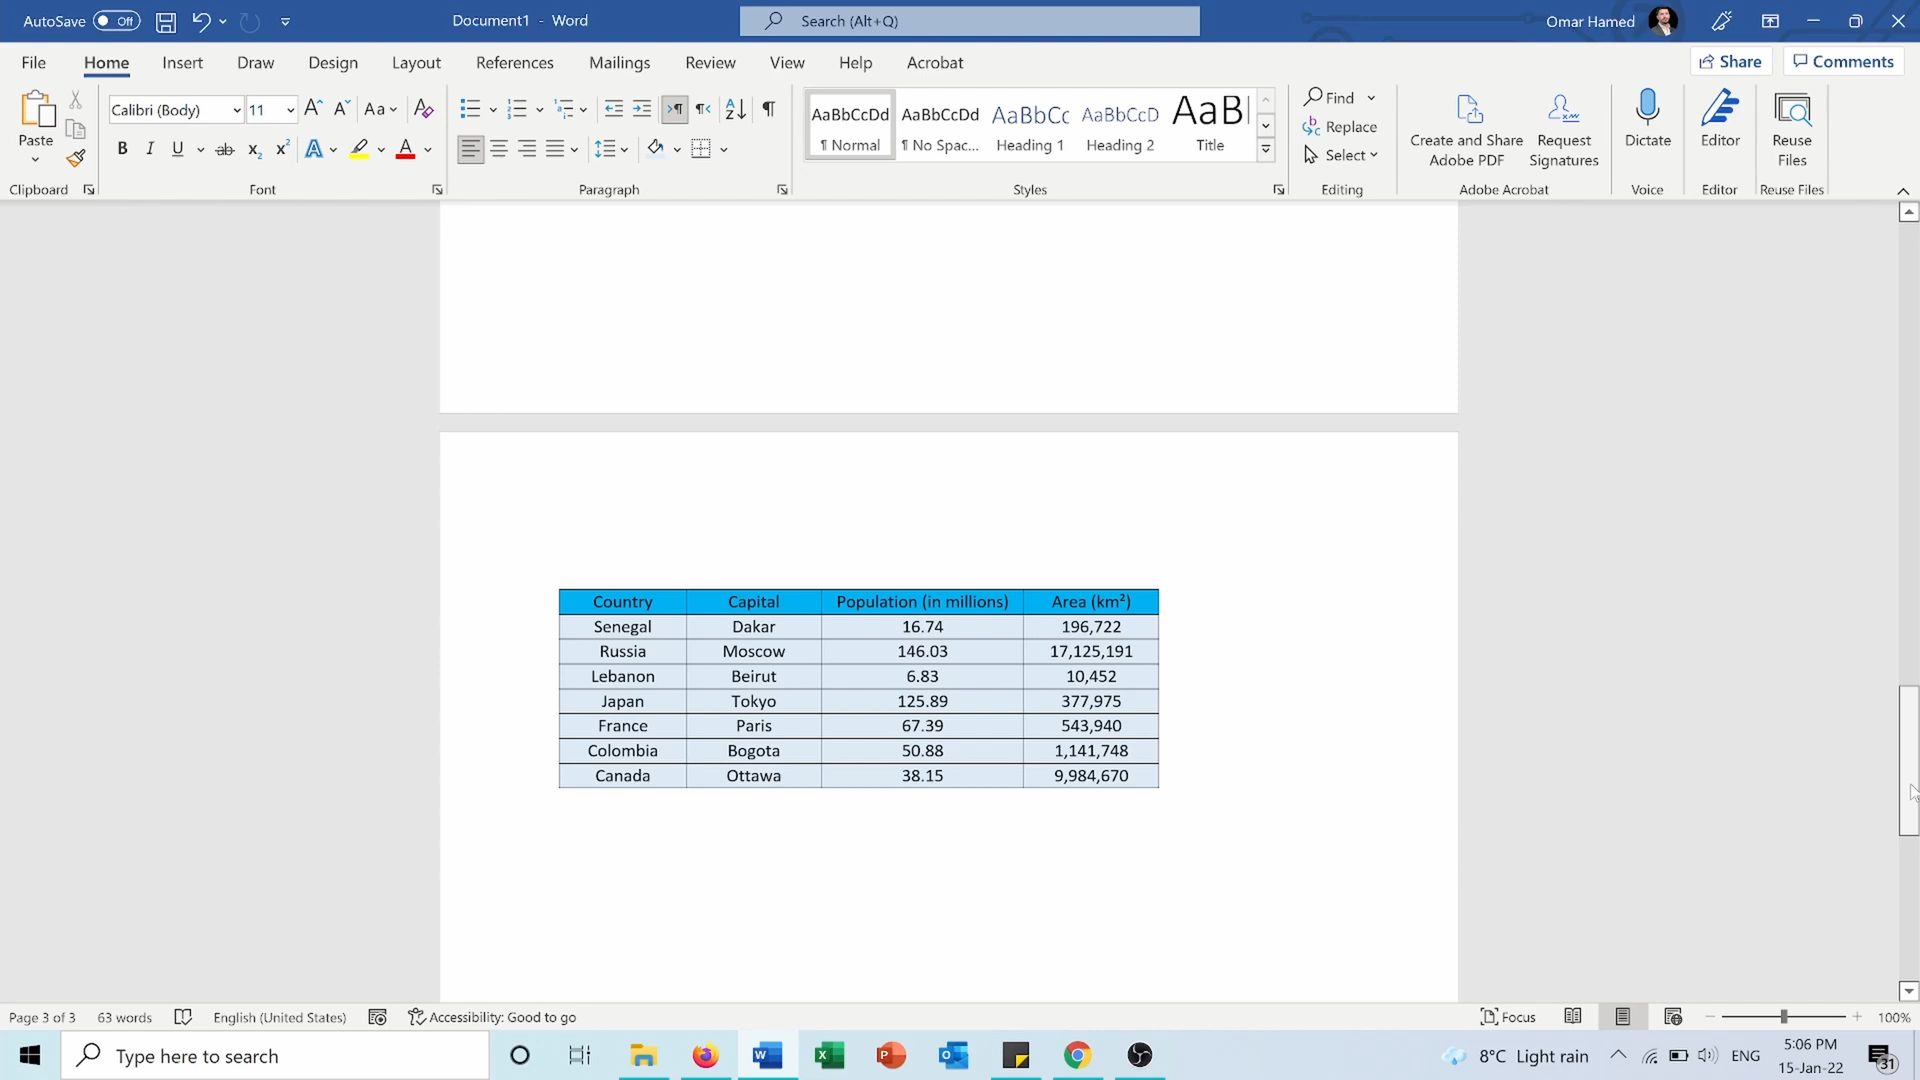 AutoSave Off Document1 - Word Search (Alt+Q) Omar Hamed
File Home Insert Draw Design Layout References Mailings Review View Help Acrobat Share Comments
Paste
Clipboard
Calibri (Body) 11 Aa
B I U ab x₂ x² A A
Font
Paragraph
AaBbCcDd AaBbCcDd AaBbCc AaBbCcD AaB
¶ Normal ¶ No Spac... Heading 1 Heading 2 Title
Styles
Find
Replace
Select
Editing
Create and Share
Adobe PDF
Request
Signatures
Adobe Acrobat
Dictate
Voice
Editor
Editor
Reuse
Files
Reuse Files
Country Capital Population (in millions) Area (km²)
Senegal Dakar 16.74 196,722
Russia Moscow 146.03 17,125,191
Lebanon Beirut 6.83 10,452
Japan Tokyo 125.89 377,975
France Paris 67.39 543,940
Colombia Bogota 50.88 1,141,748
Canada Ottawa 38.15 9,984,670
Page 3 of 3 63 words English (United States) Accessibility: Good to go Focus 100%
Type here to search 8°C Light rain ENG
5:06 PM
15-Jan-22
31